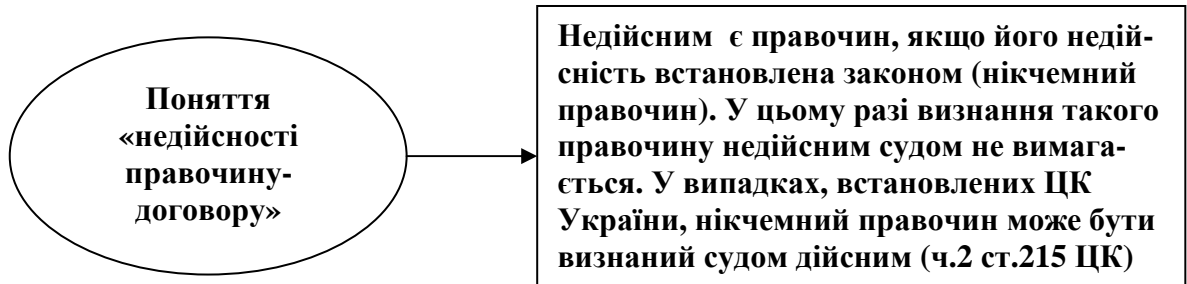 Поняття
«недійсності
правочину-
договору»
Недійсним є правочин, якщо його недій-
сність встановлена законом (нікчемний
правочин). У цьому разі визнання такого
правочину недійсним судом не вимага-
ється. У випадках, встановлених ЦК
України, нікчемний правочин може бути
визнаний судом дійсним (ч.2 ст.215 ЦК)